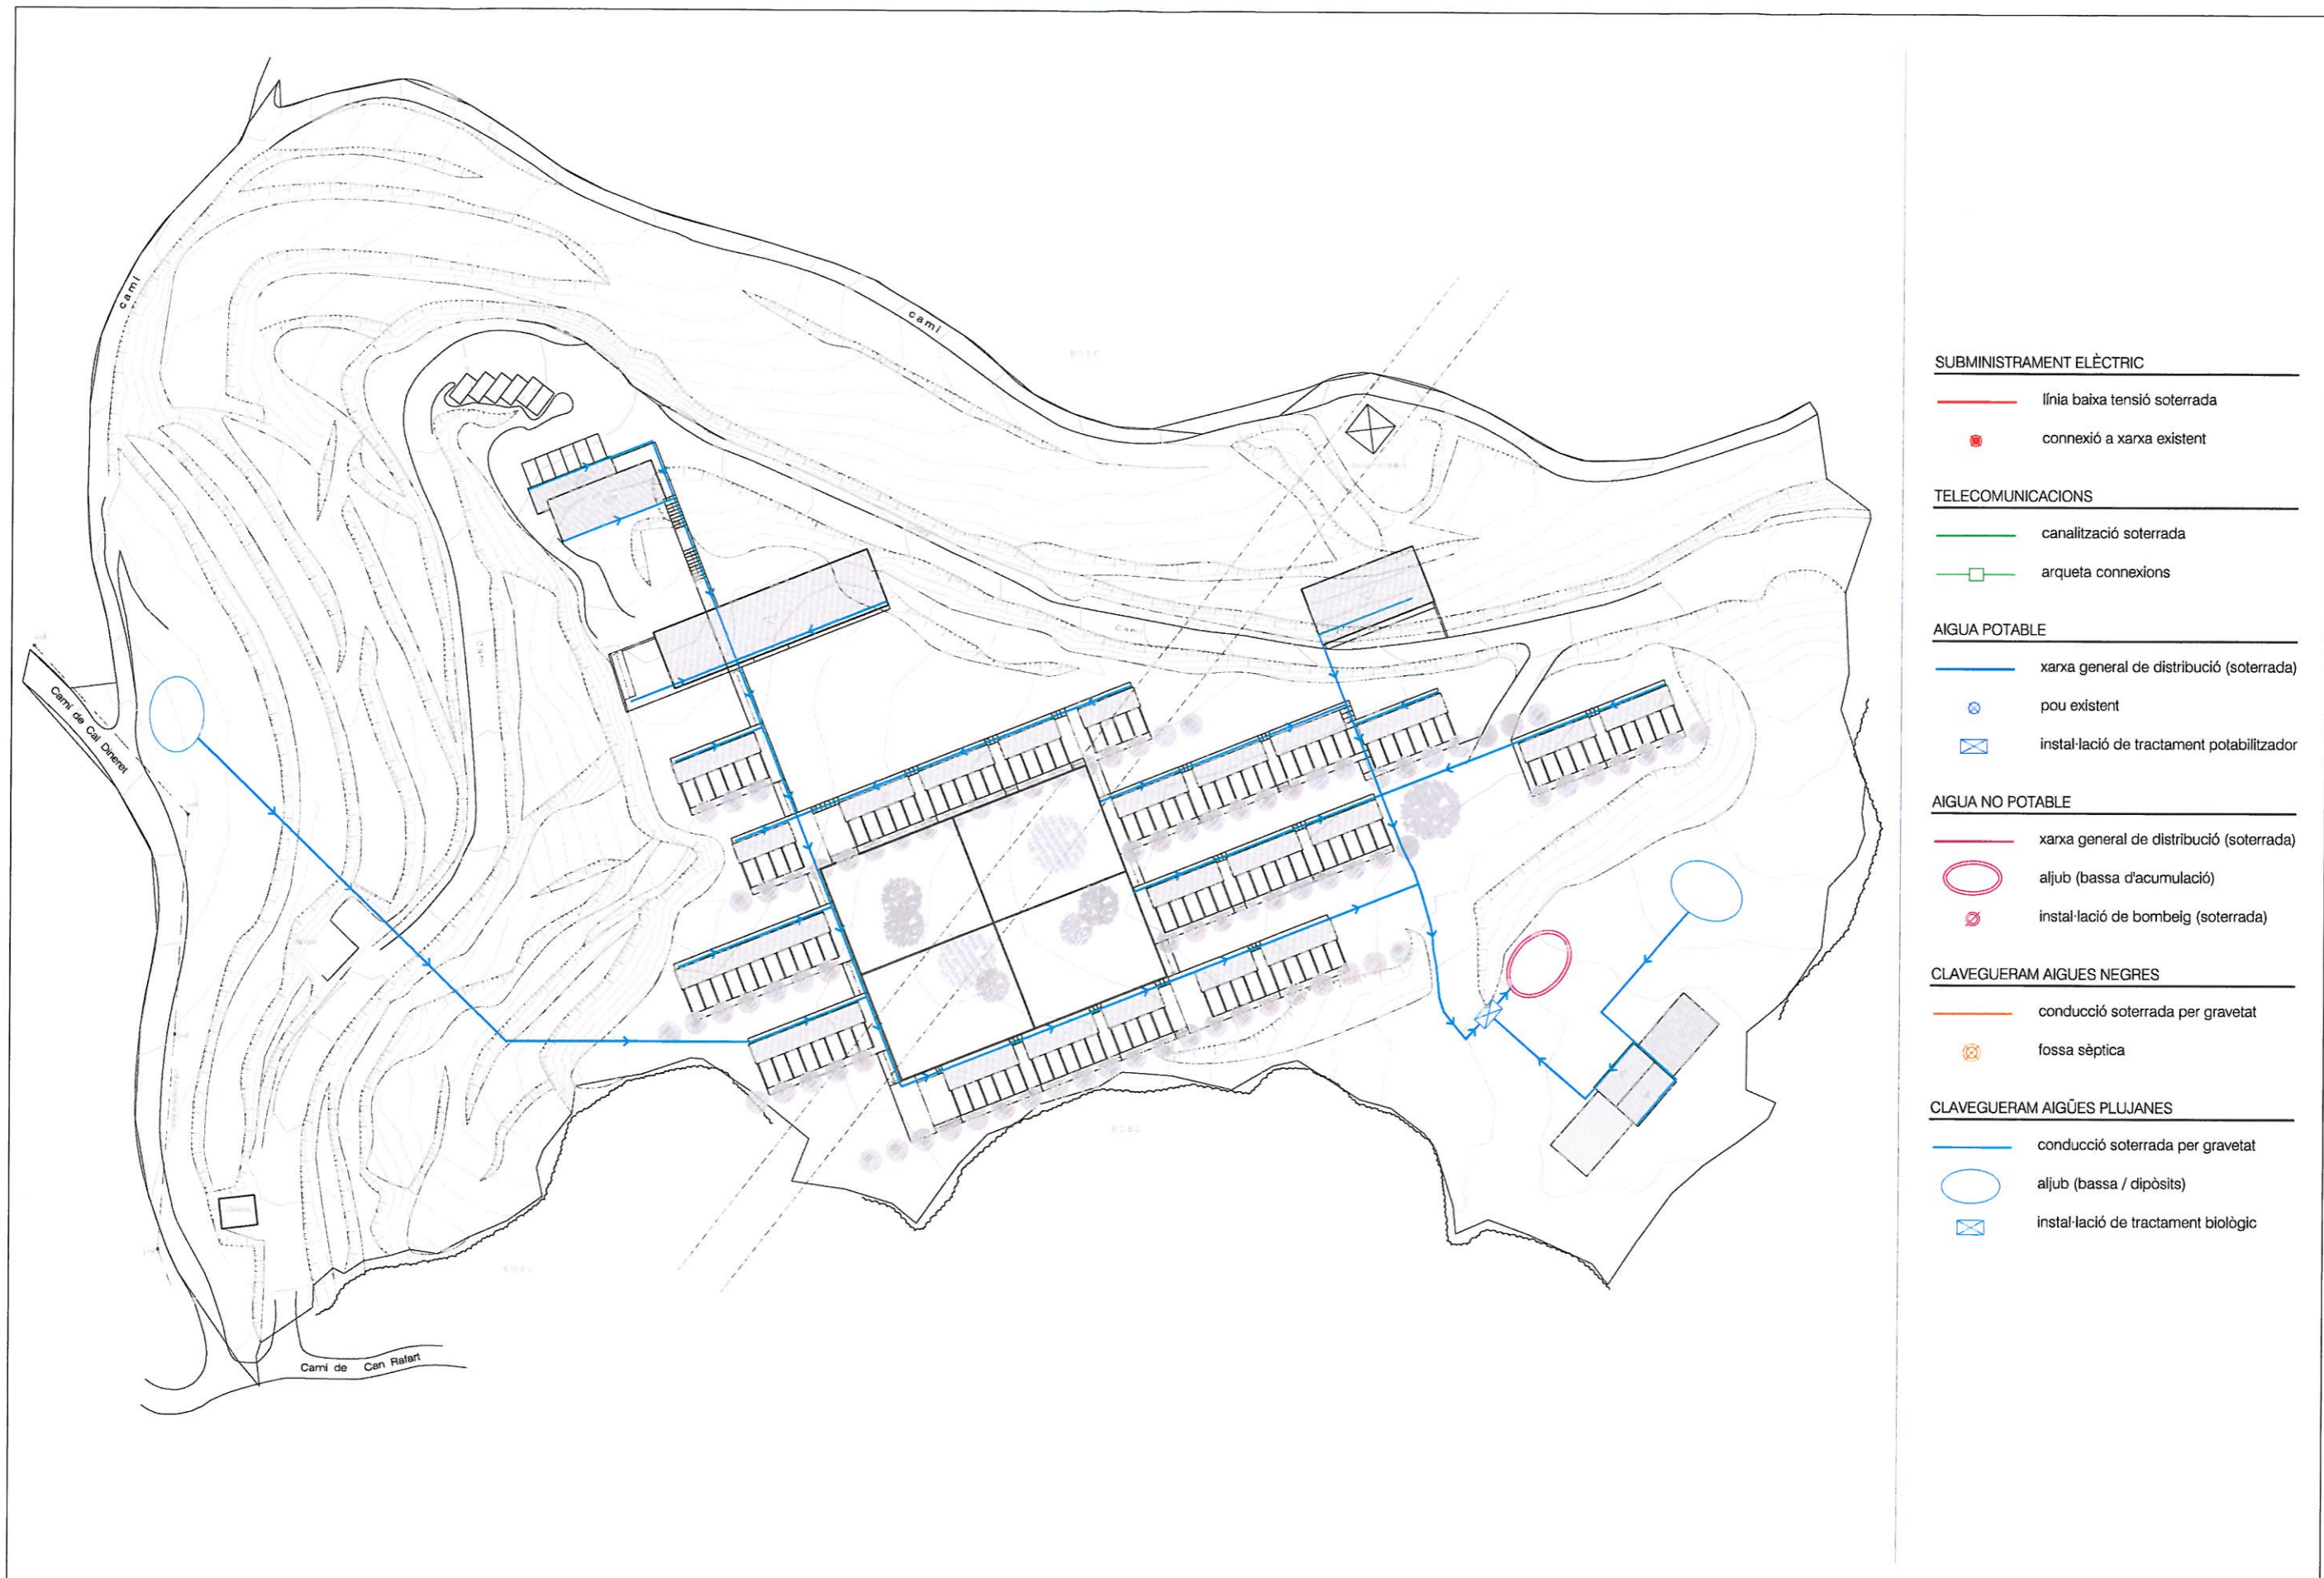 camí
camí
BOSC
Camí de Cal Dineret
BOSC
BOSC
Camí de Can Rafart
SUBMINISTRAMENT ELÈCTRIC
línia baixa tensió soterrada
connexió a xarxa existent
TELECOMUNICACIONS
canalització soterrada
arqueta connexions
AIGUA POTABLE
xarxa general de distribució (soterrada)
pou existent
instal·lació de tractament potabilitzador
AIGUA NO POTABLE
xarxa general de distribució (soterrada)
aljub (bassa d'acumulació)
instal·lació de bombeig (soterrada)
CLAVEGUERAM AIGUES NEGRES
conducció soterrada per gravetat
fossa sèptica
CLAVEGUERAM AIGÜES PLUJANES
conducció soterrada per gravetat
aljub (bassa / dipòsits)
instal·lació de tractament biològic